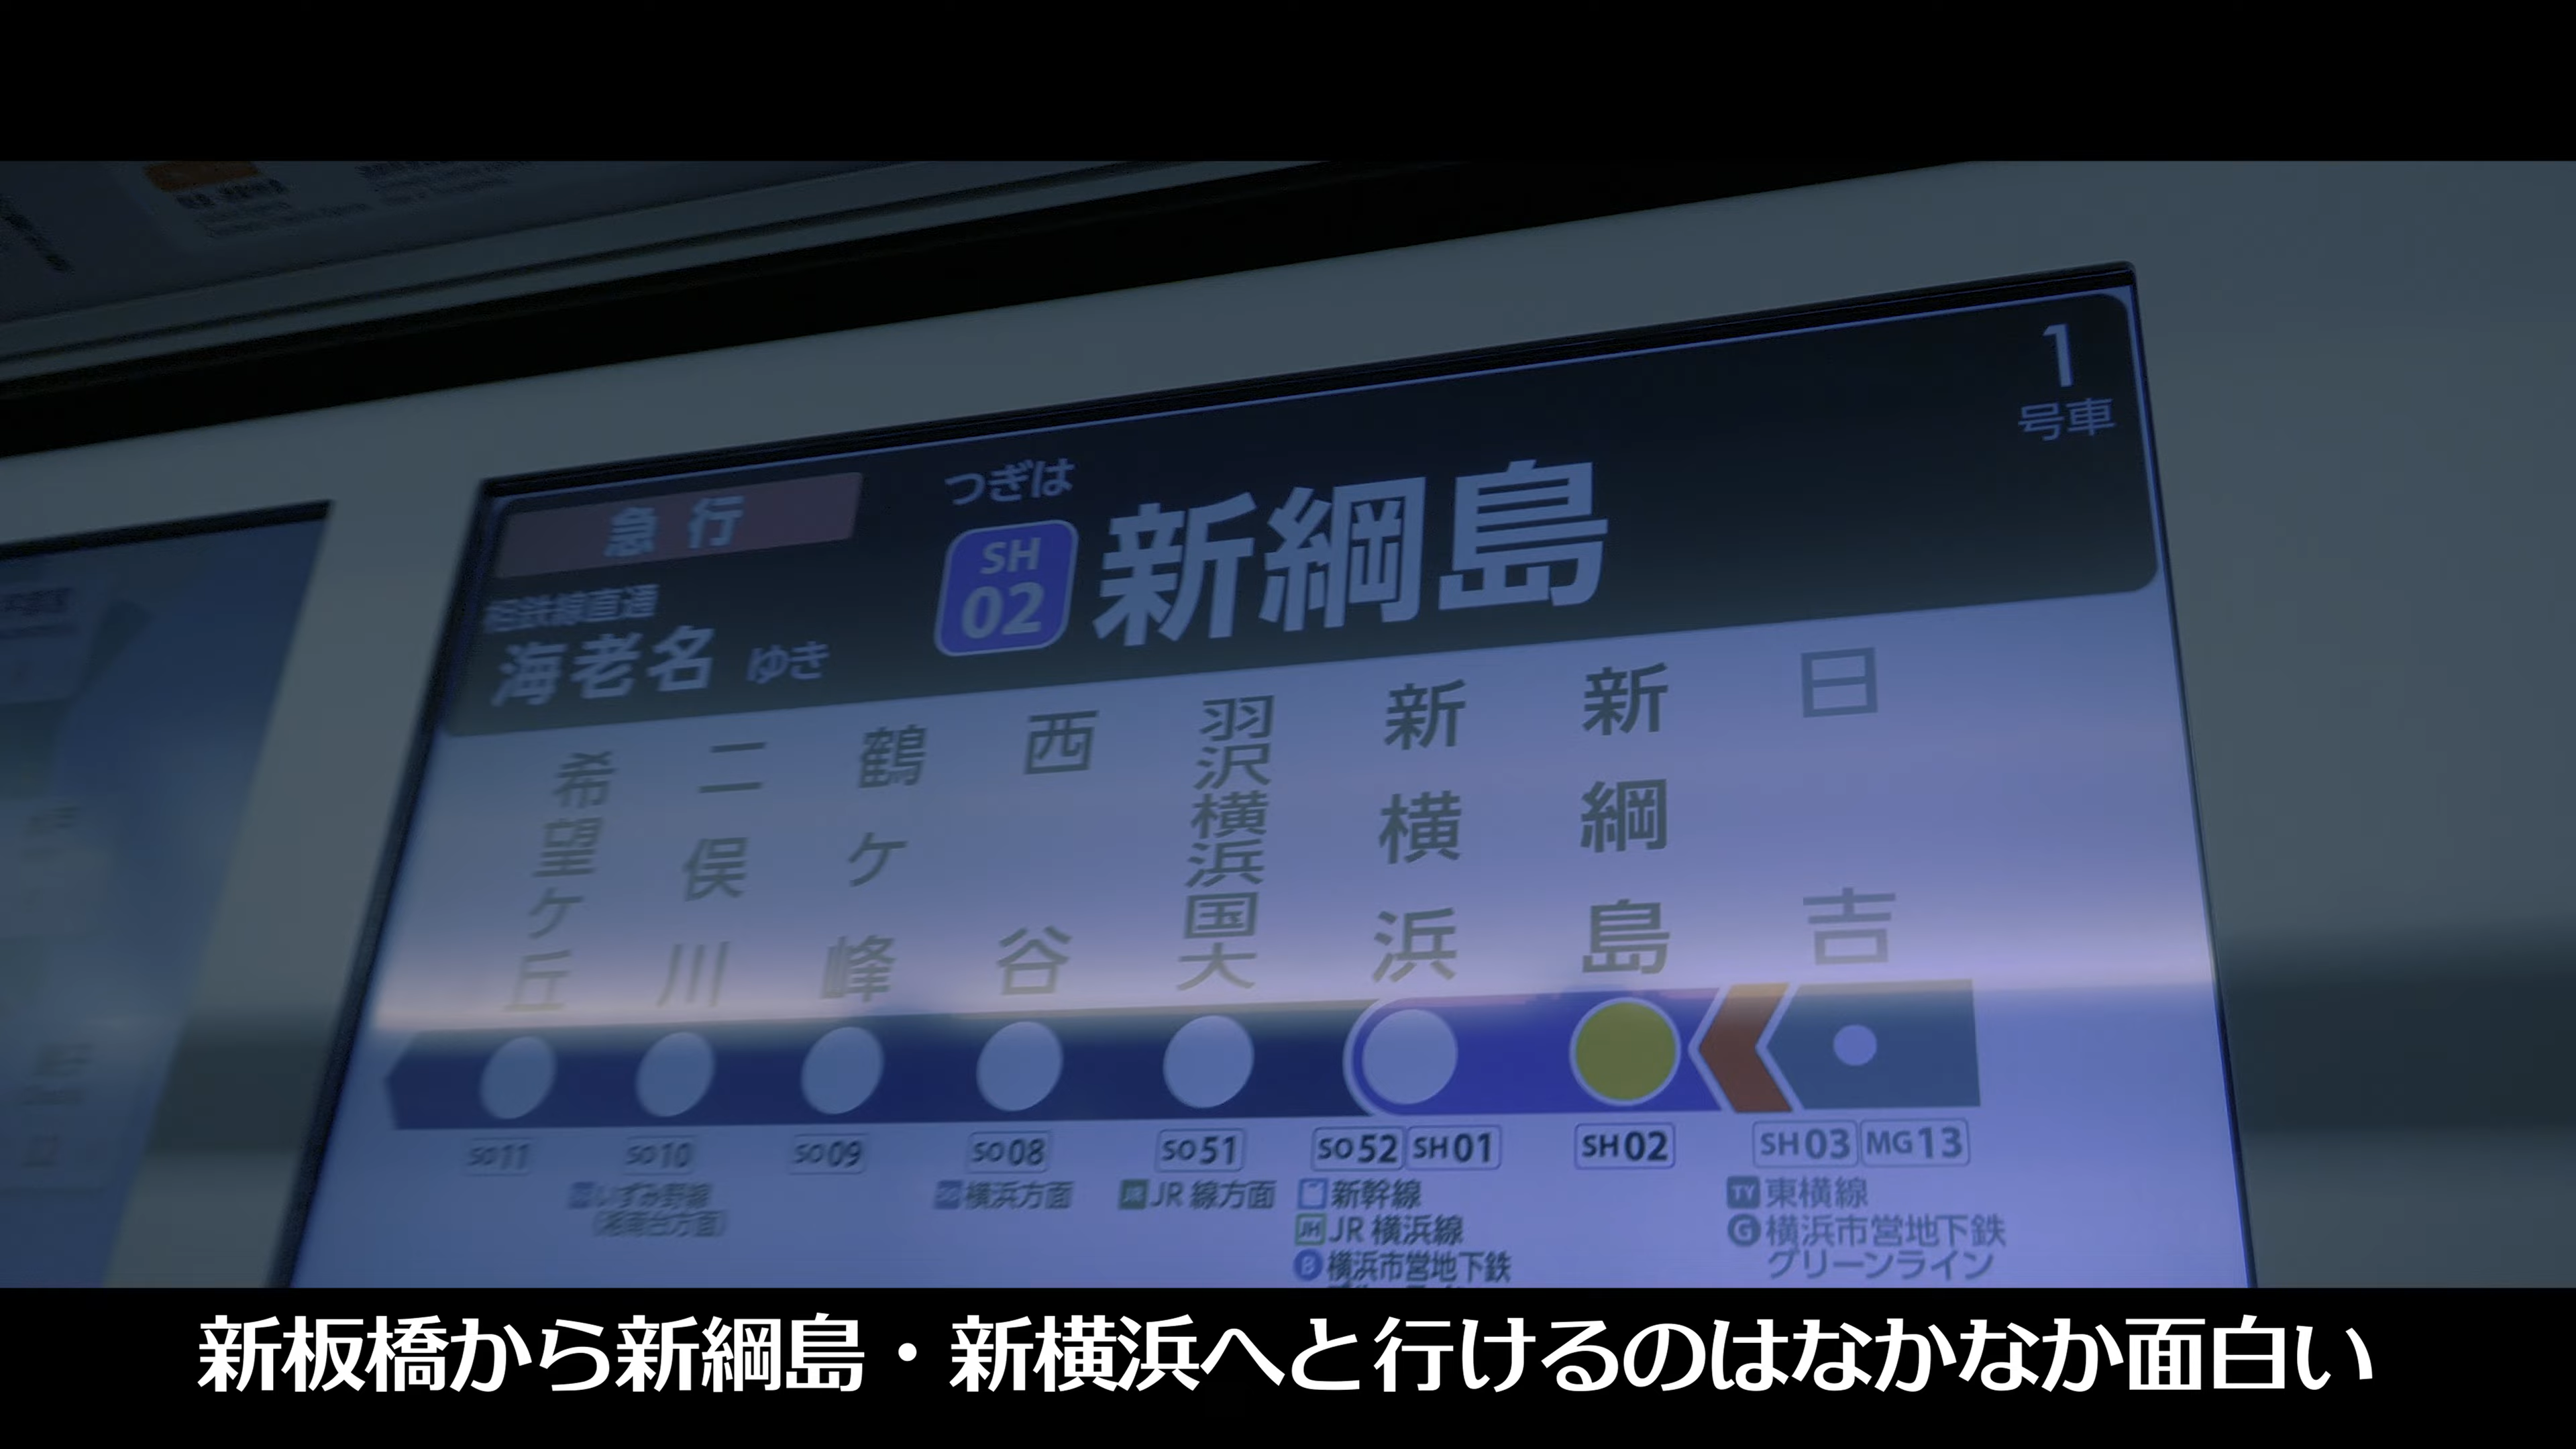 1
号車
急行
つぎは
SH
02
新綱島
相鉄線直通
海老名 ゆき
希望ケ丘
二俣川
鶴ケ峰
西谷
羽沢横浜国大
新横浜
新綱島
日吉
SO11
SO10
SO09
SO08
SO51
SO52 SH01
SH02
SH03 MG13
いずみ野線
(湘南台方面)
SO 横浜方面
JR JR 線方面
新幹線
JH JR 横浜線
B 横浜市営地下鉄
TY 東横線
G 横浜市営地下鉄
グリーンライン
新板橋から新綱島・新横浜へと行けるのはなかなか面白い